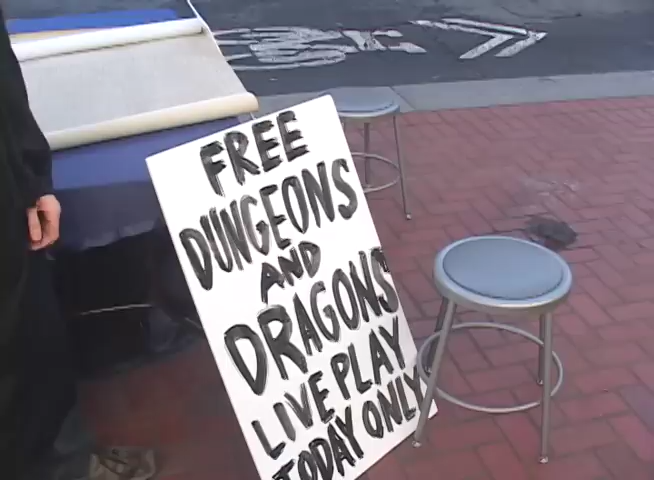 FREE
DUNGEONS
AND
DRAGONS
LIVE PLAY
TODAY ONLY